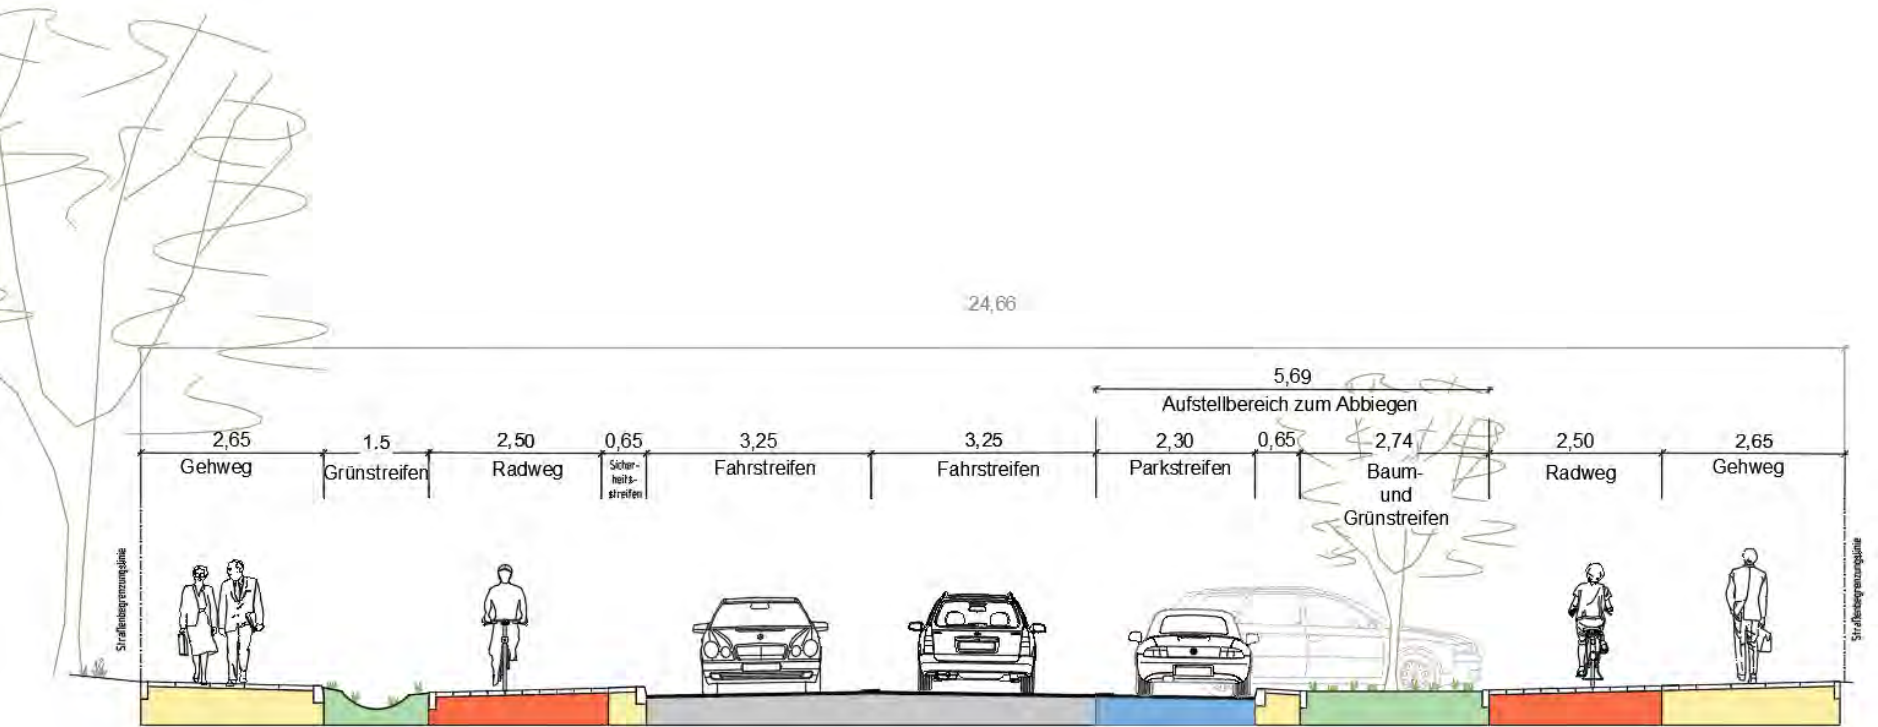 24,66
5,69
Aufstellbereich zum Abbiegen
2,65
Gehweg
1.5
Grünstreifen
2,50
Radweg
0,65
Sicher-
heits-
streifen
3,25
Fahrstreifen
3,25
Fahrstreifen
2,30
Parkstreifen
0,65
2,74
Baum-
und
Grünstreifen
2,50
Radweg
2,65
Gehweg
Straßenbegrenzungslinie
Straßenbegrenzungslinie